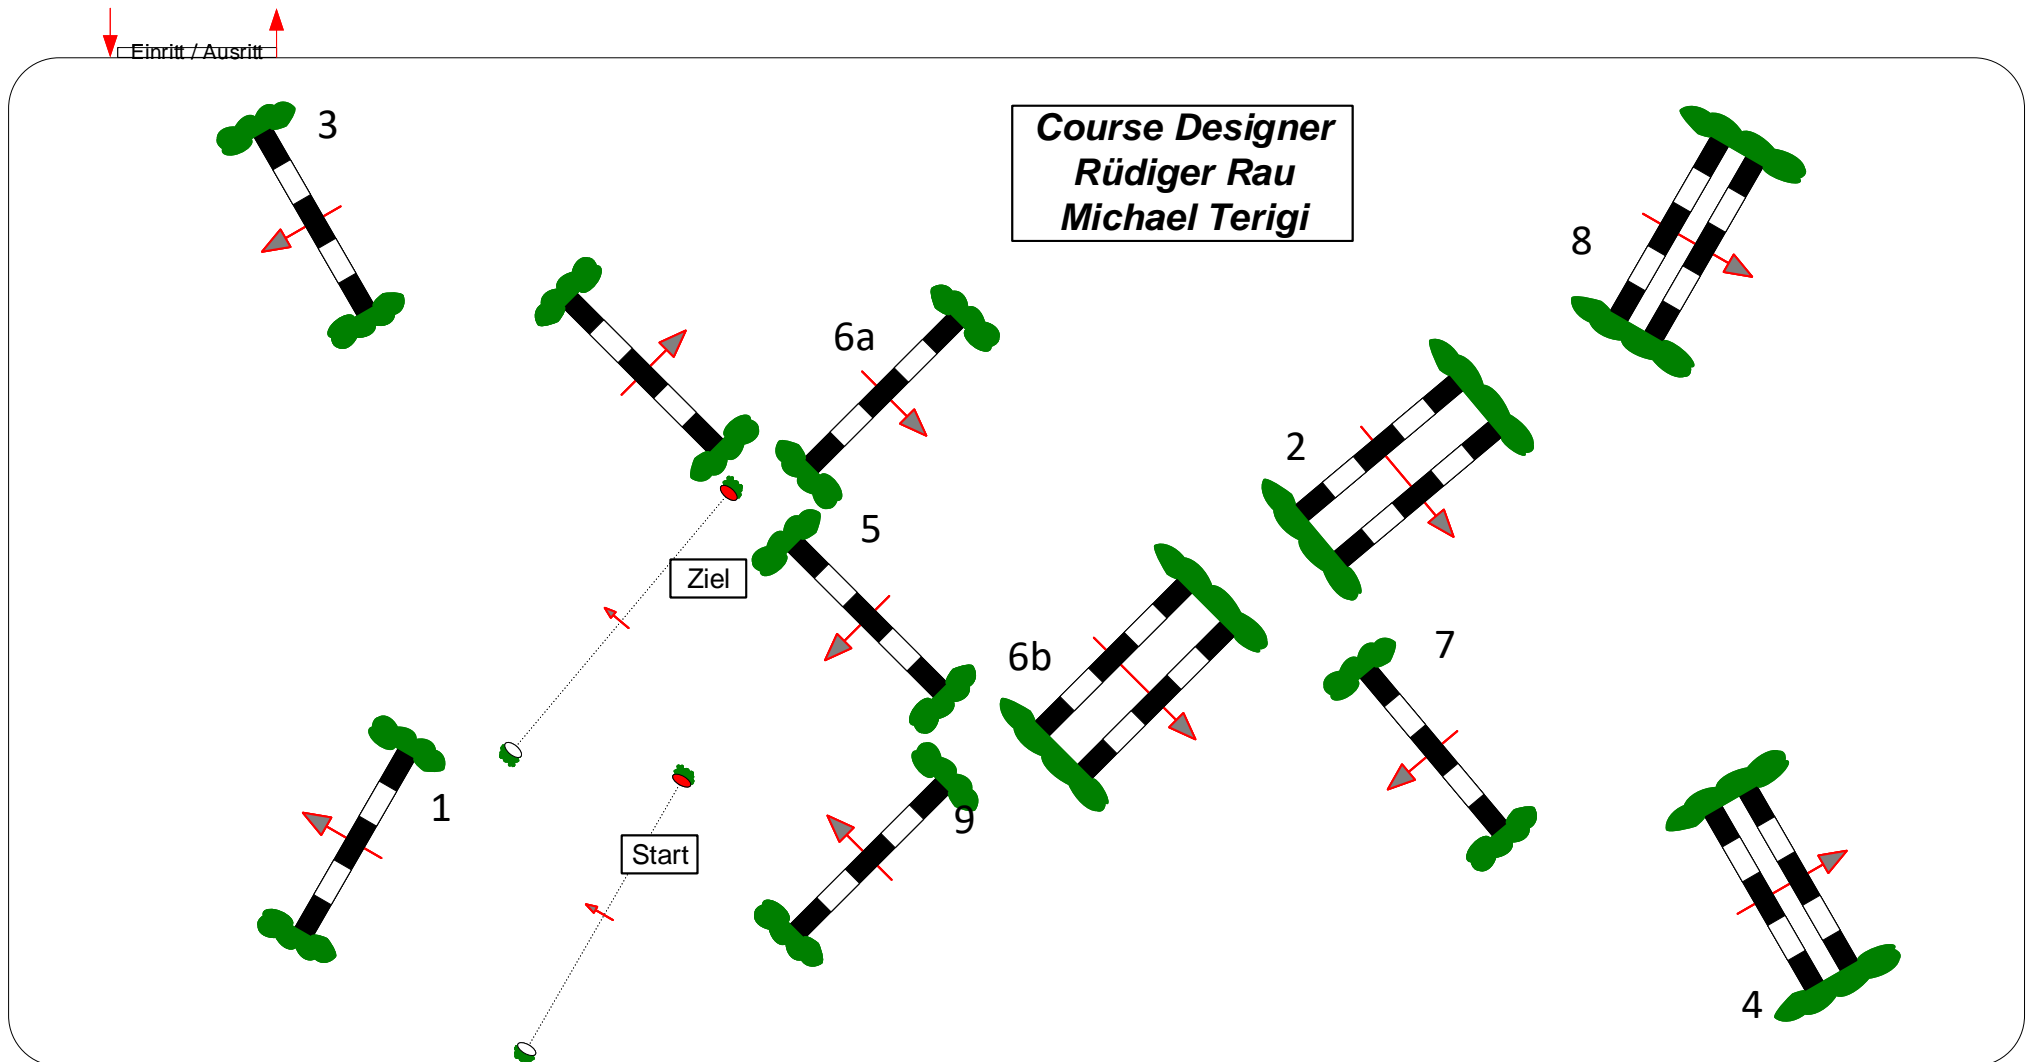 Einritt / Ausritt
3
Course Designer
Rüdiger Rau
Michael Terigi
8
6a
2
5
Ziel
7
6b
1
9
Start
4